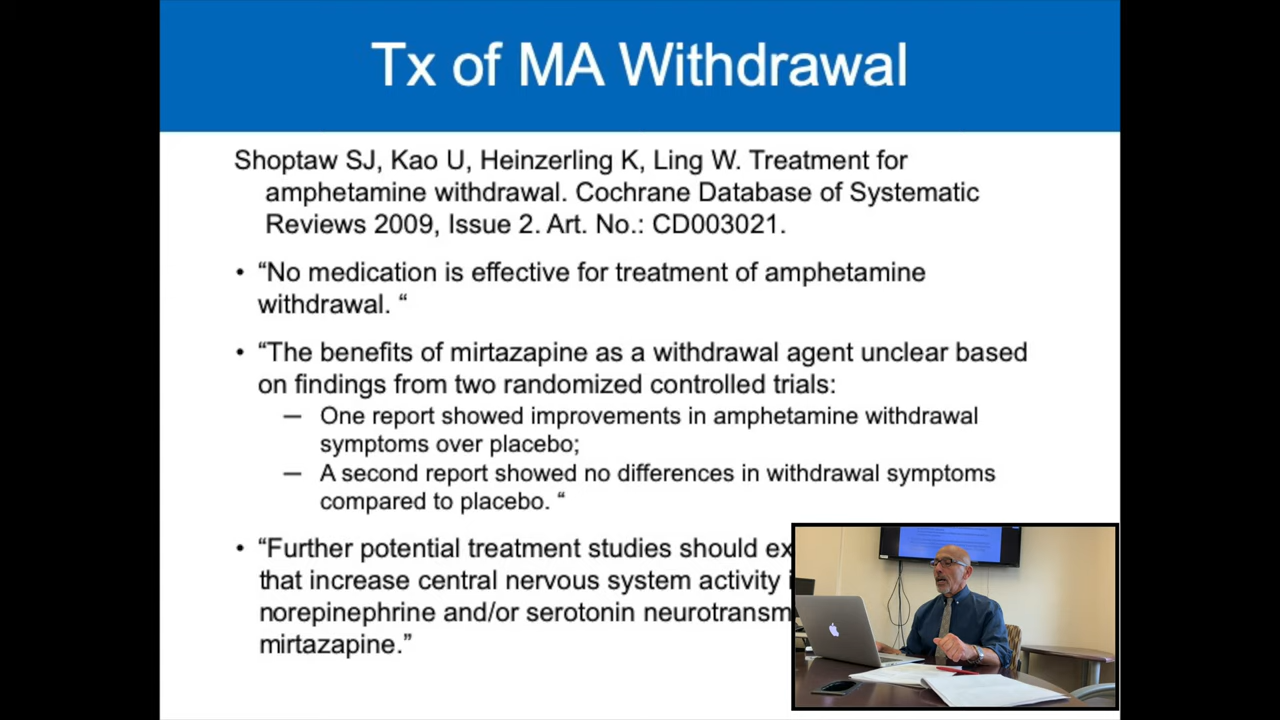 Tx of MA Withdrawal
Shoptaw SJ, Kao U, Heinzerling K, Ling W. Treatment for
amphetamine withdrawal. Cochrane Database of Systematic
Reviews 2009, Issue 2. Art. No.: CD003021.
• “No medication is effective for treatment of amphetamine
withdrawal. “
• “The benefits of mirtazapine as a withdrawal agent unclear based
on findings from two randomized controlled trials:
— One report showed improvements in amphetamine withdrawal
symptoms over placebo;
— A second report showed no differences in withdrawal symptoms
compared to placebo. “
• “Further potential treatment studies should ex
that increase central nervous system activity i
norepinephrine and/or serotonin neurotransm
mirtazapine.”